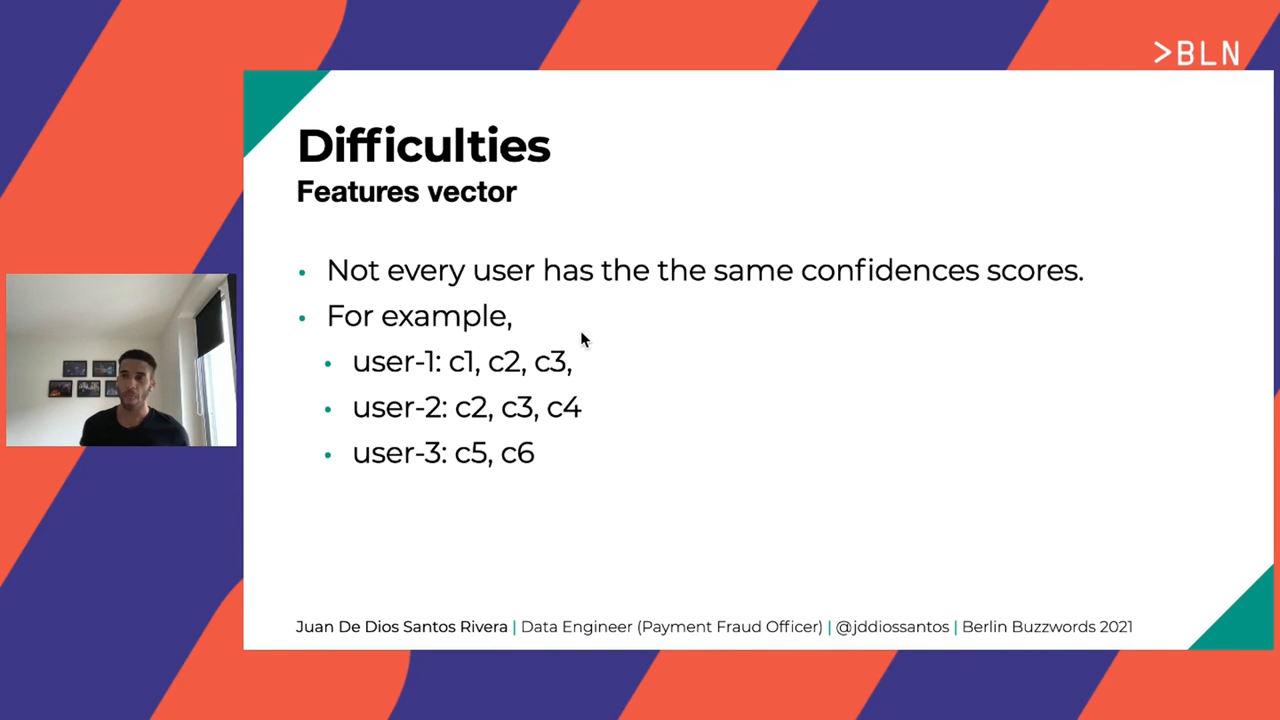 >BLN
Difficulties
Features vector
• Not every user has the the same confidences scores.
• For example,
• user-1: c1, c2, c3,
• user-2: c2, c3, c4
• user-3: c5, c6
Juan De Dios Santos Rivera | Data Engineer (Payment Fraud Officer) | @jddiossantos | Berlin Buzzwords 2021